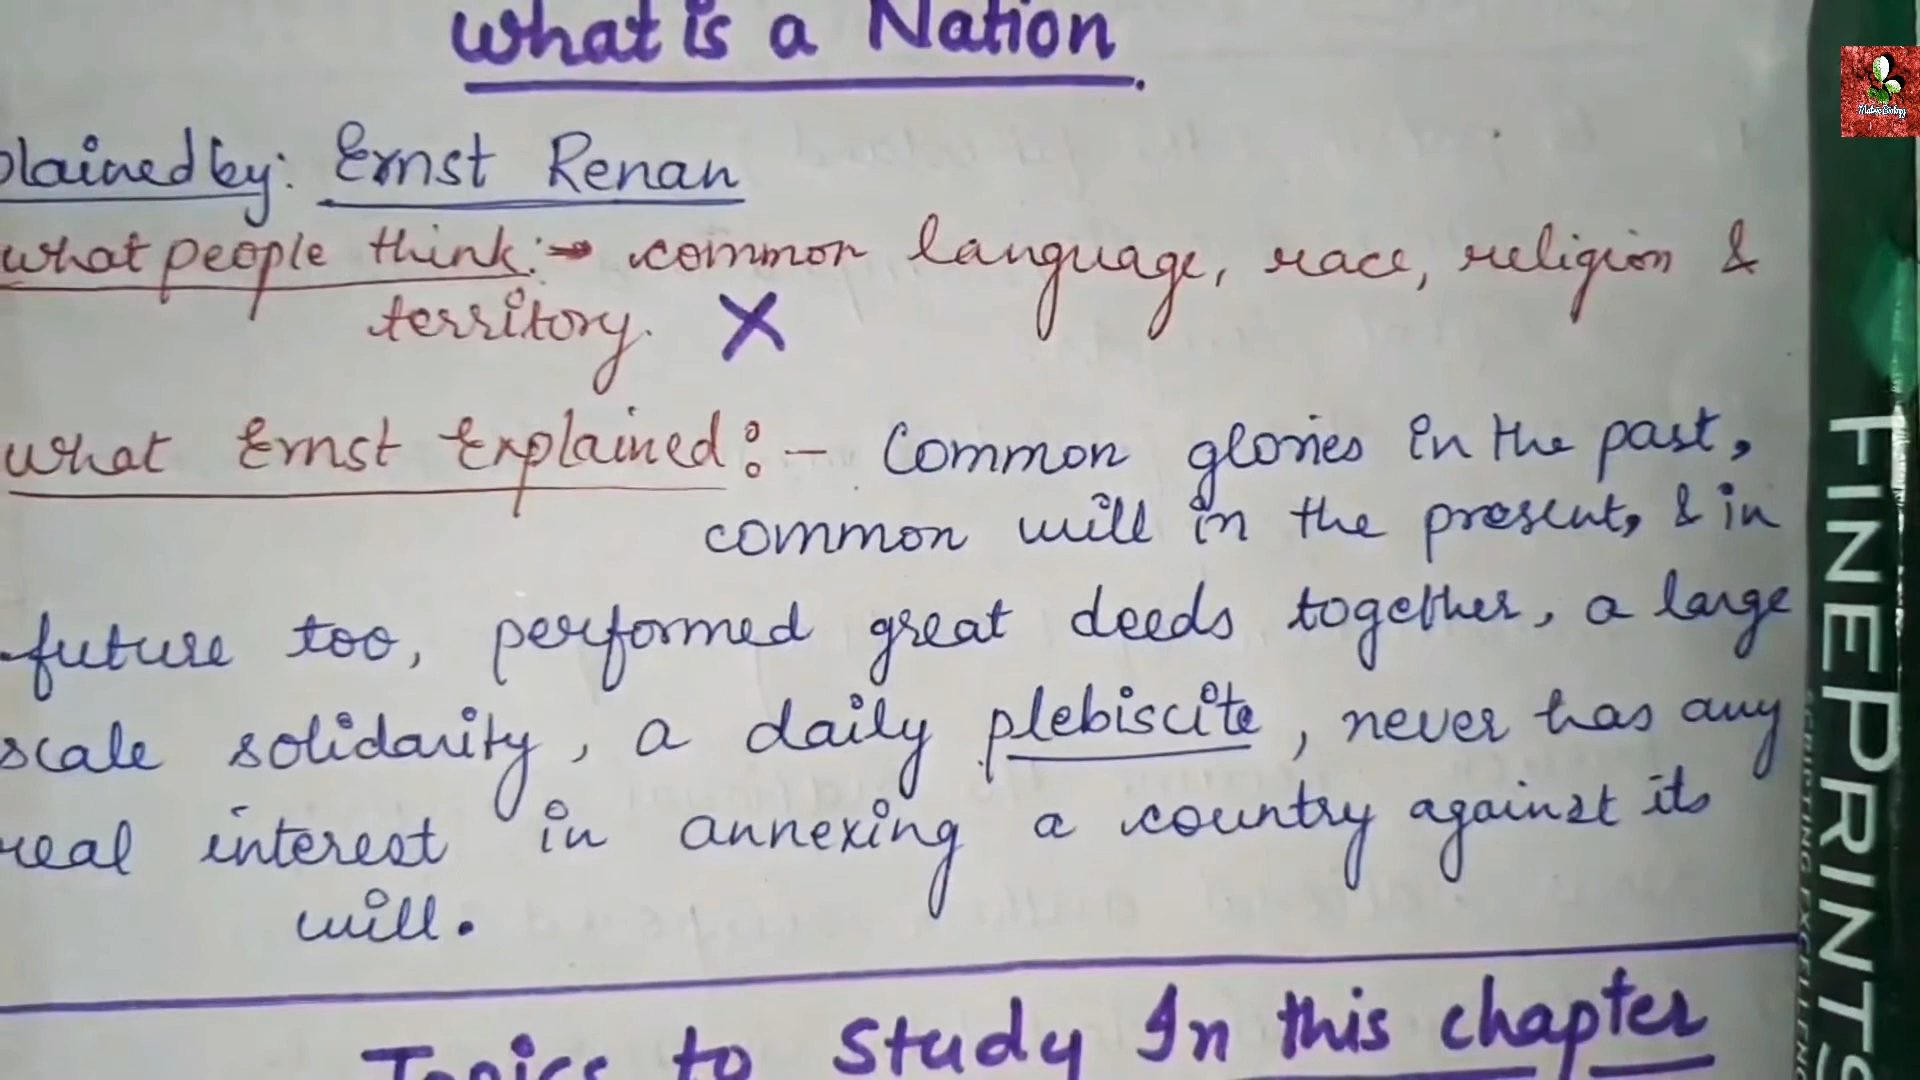 What is a Nation.
plained by: Ernst Renan
what people think:→ common language, race, religion &
territory. X
what Ernst Explained:- Common glories in the past,
common will in the present, & in
future too, performed great deeds together, a large
scale solidarity, a daily plebiscite, never has any
real interest in annexing a country against its
will.
Topics to Study In this chapter
FINEPRINTS